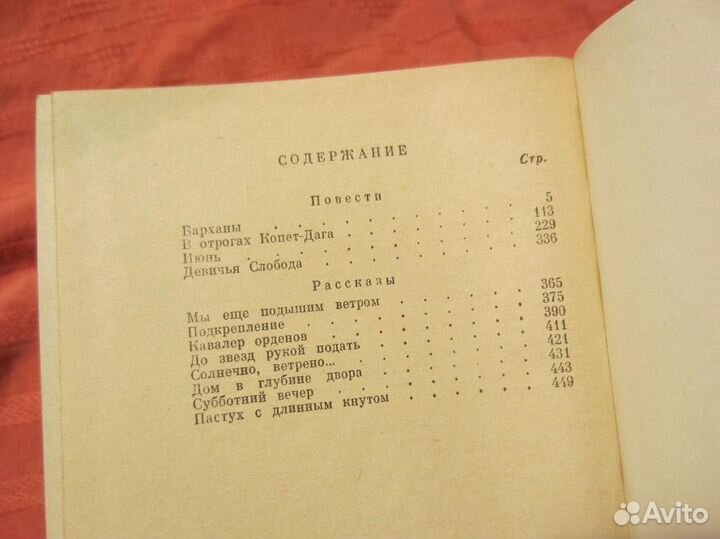 СОДЕРЖАНИЕ
Стр.
Повести
Барханы . . . . . . . . . . 5
В отрогах Копет-Дага . . . . . . 113
Июнь . . . . . . . . . . 229
Девичья Слобода . . . . . . . 336
Рассказы
Мы еще подышим ветром . . . . . 365
Подкрепление . . . . . . . . 375
Кавалер орденов . . . . . . . 390
До звезд рукой подать . . . . . . 411
Солнечно, ветрено... . . . . . . 421
Дом в глубине двора . . . . . . 431
Субботний вечер . . . . . . . 443
Пастух с длинным кнутом . . . . . 449
Avito